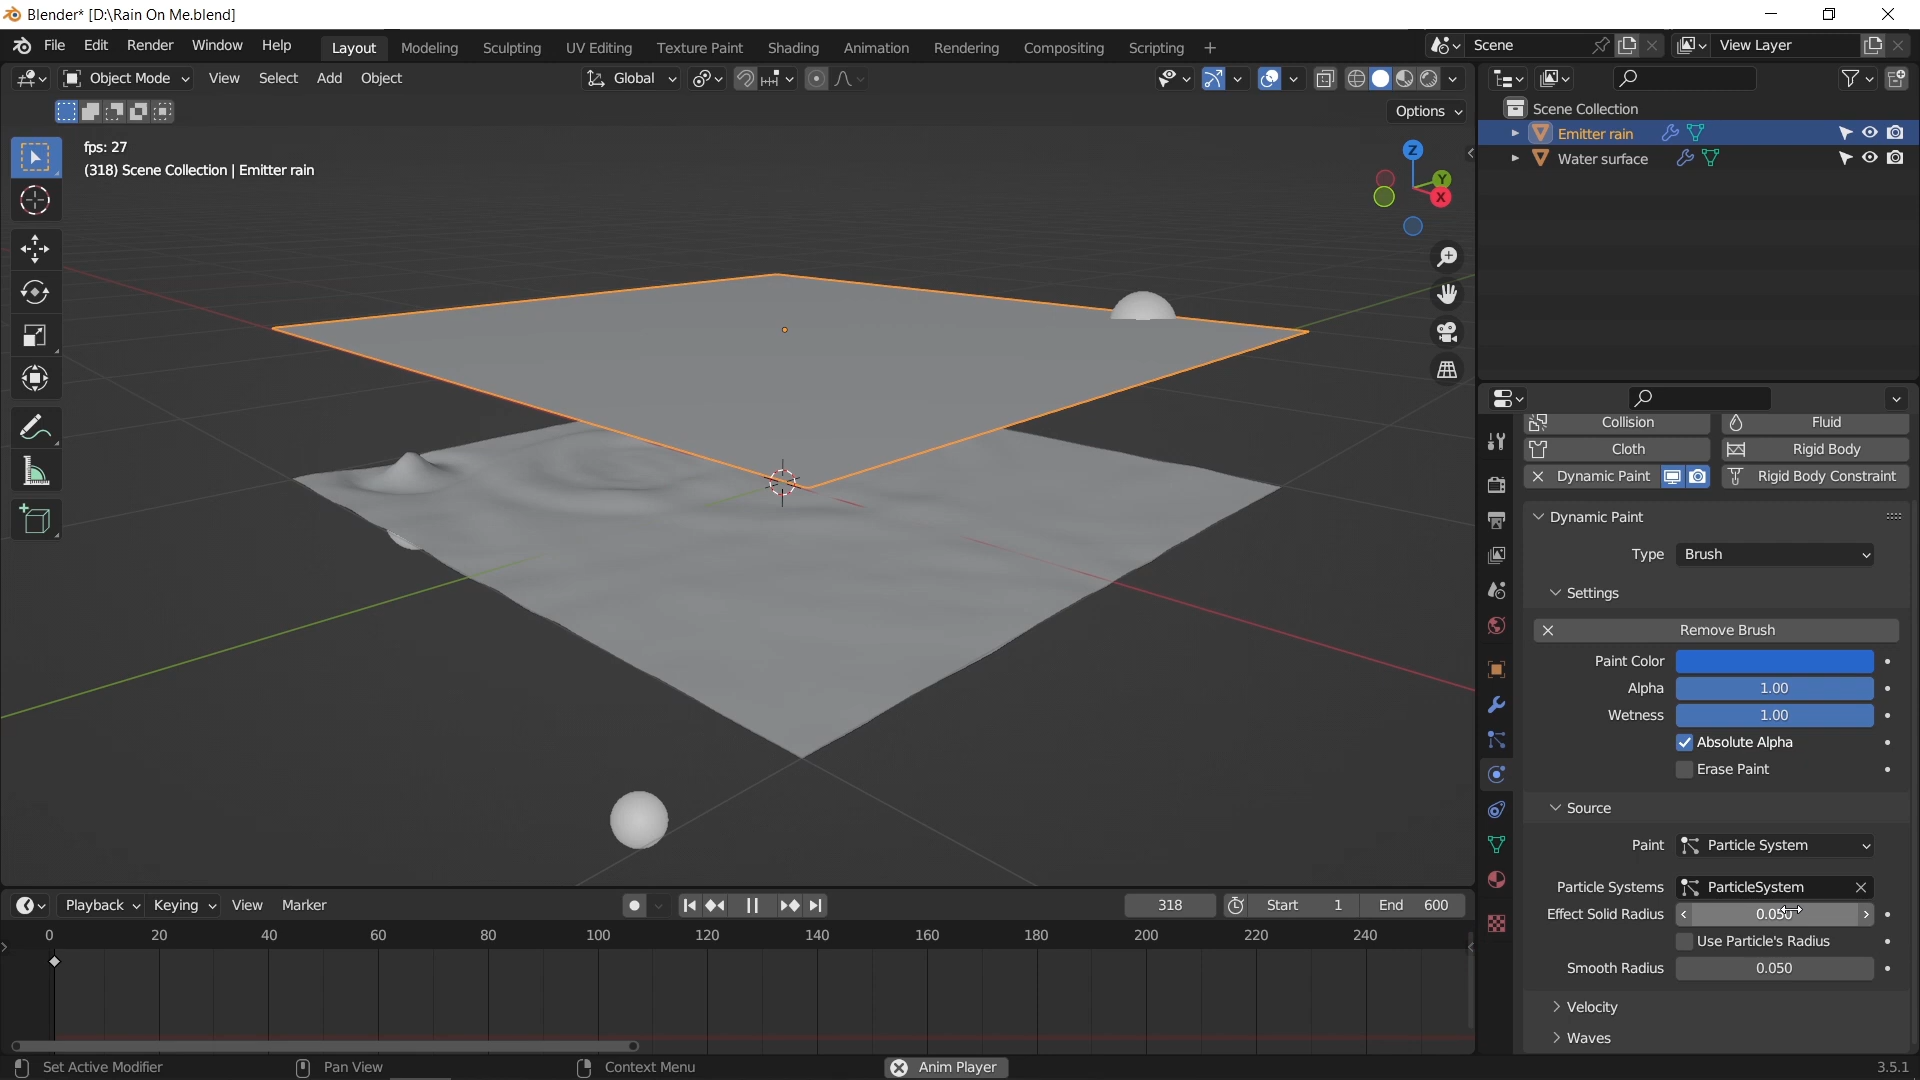 Blender* [D:\Rain On Me.blend]
File Edit Render Window Help Layout Modeling Sculpting UV Editing Texture Paint Shading Animation Rendering Compositing Scripting Scene View Layer
Object Mode View Select Add Object Global
Options
Scene Collection
Emitter rain
Water surface
fps: 27
(318) Scene Collection | Emitter rain
Z
Y
X
Collision Fluid
Cloth Rigid Body
Dynamic Paint Rigid Body Constraint
Dynamic Paint
Type Brush
Settings
Remove Brush
Paint Color
Alpha 1.00
Wetness 1.00
Absolute Alpha
Erase Paint
Source
Paint Particle System
Particle Systems ParticleSystem
Effect Solid Radius 0.050
Use Particle's Radius
Smooth Radius 0.050
Velocity
Waves
Playback Keying View Marker 318 Start 1 End 600
0 20 40 60 80 100 120 140 160 180 200 220 240
Set Active Modifier Pan View Context Menu Anim Player 3.5.1